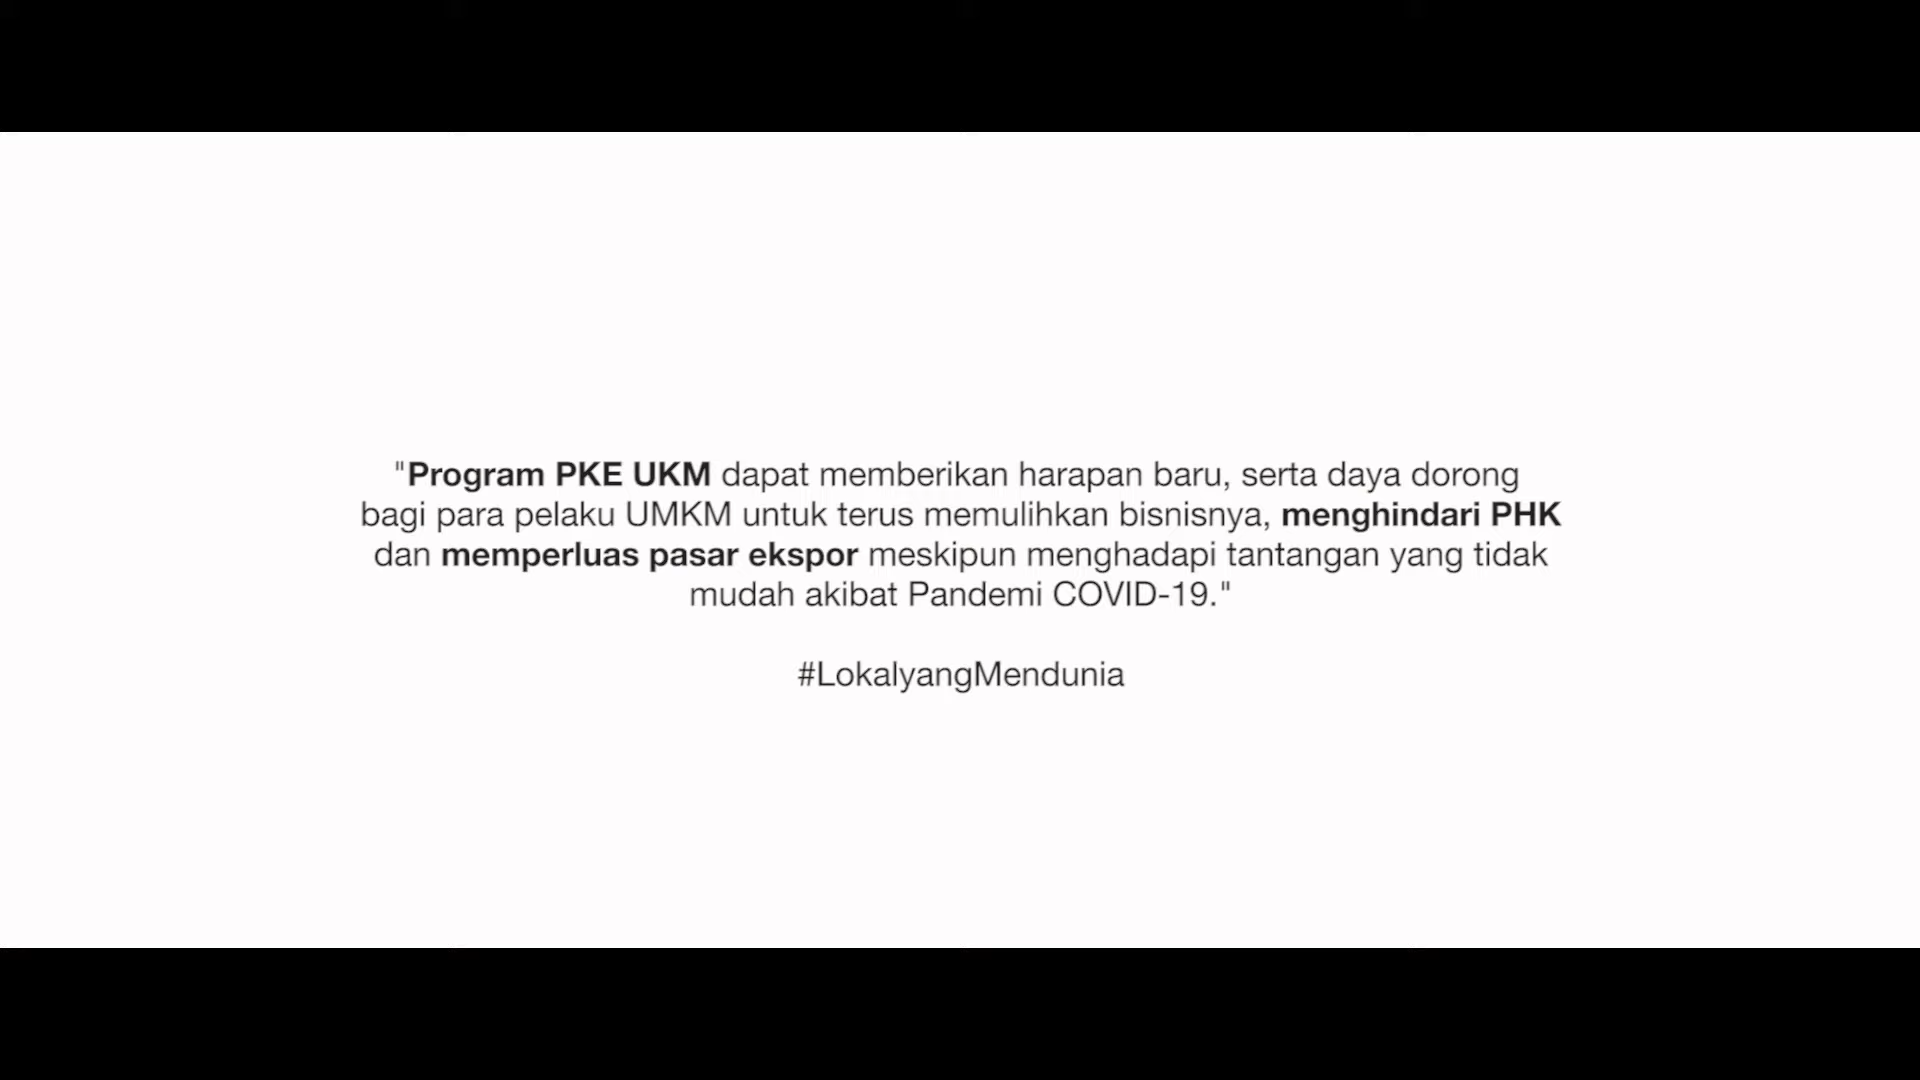 "Program PKE UKM dapat memberikan harapan baru, serta daya dorong
bagi para pelaku UMKM untuk terus memulihkan bisnisnya, menghindari PHK
dan memperluas pasar ekspor meskipun menghadapi tantangan yang tidak
mudah akibat Pandemi COVID-19."
#LokalyangMendunia